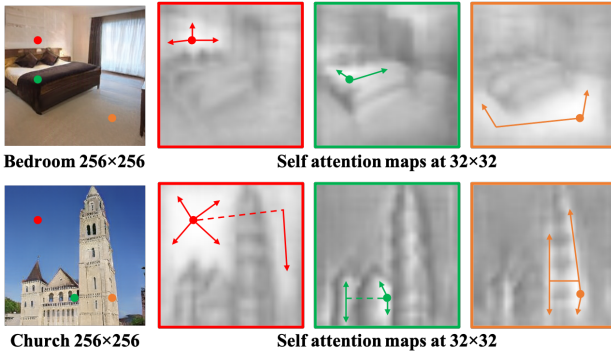 Bedroom 256×256
Self attention maps at 32×32
Church 256×256
Self attention maps at 32×32